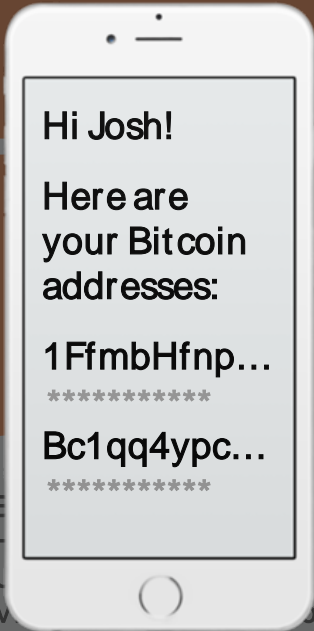 Hi Josh!
Here are
your Bitcoin
addresses:
1FfmbHfnp...
***********
Bc1qq4ypc...
***********